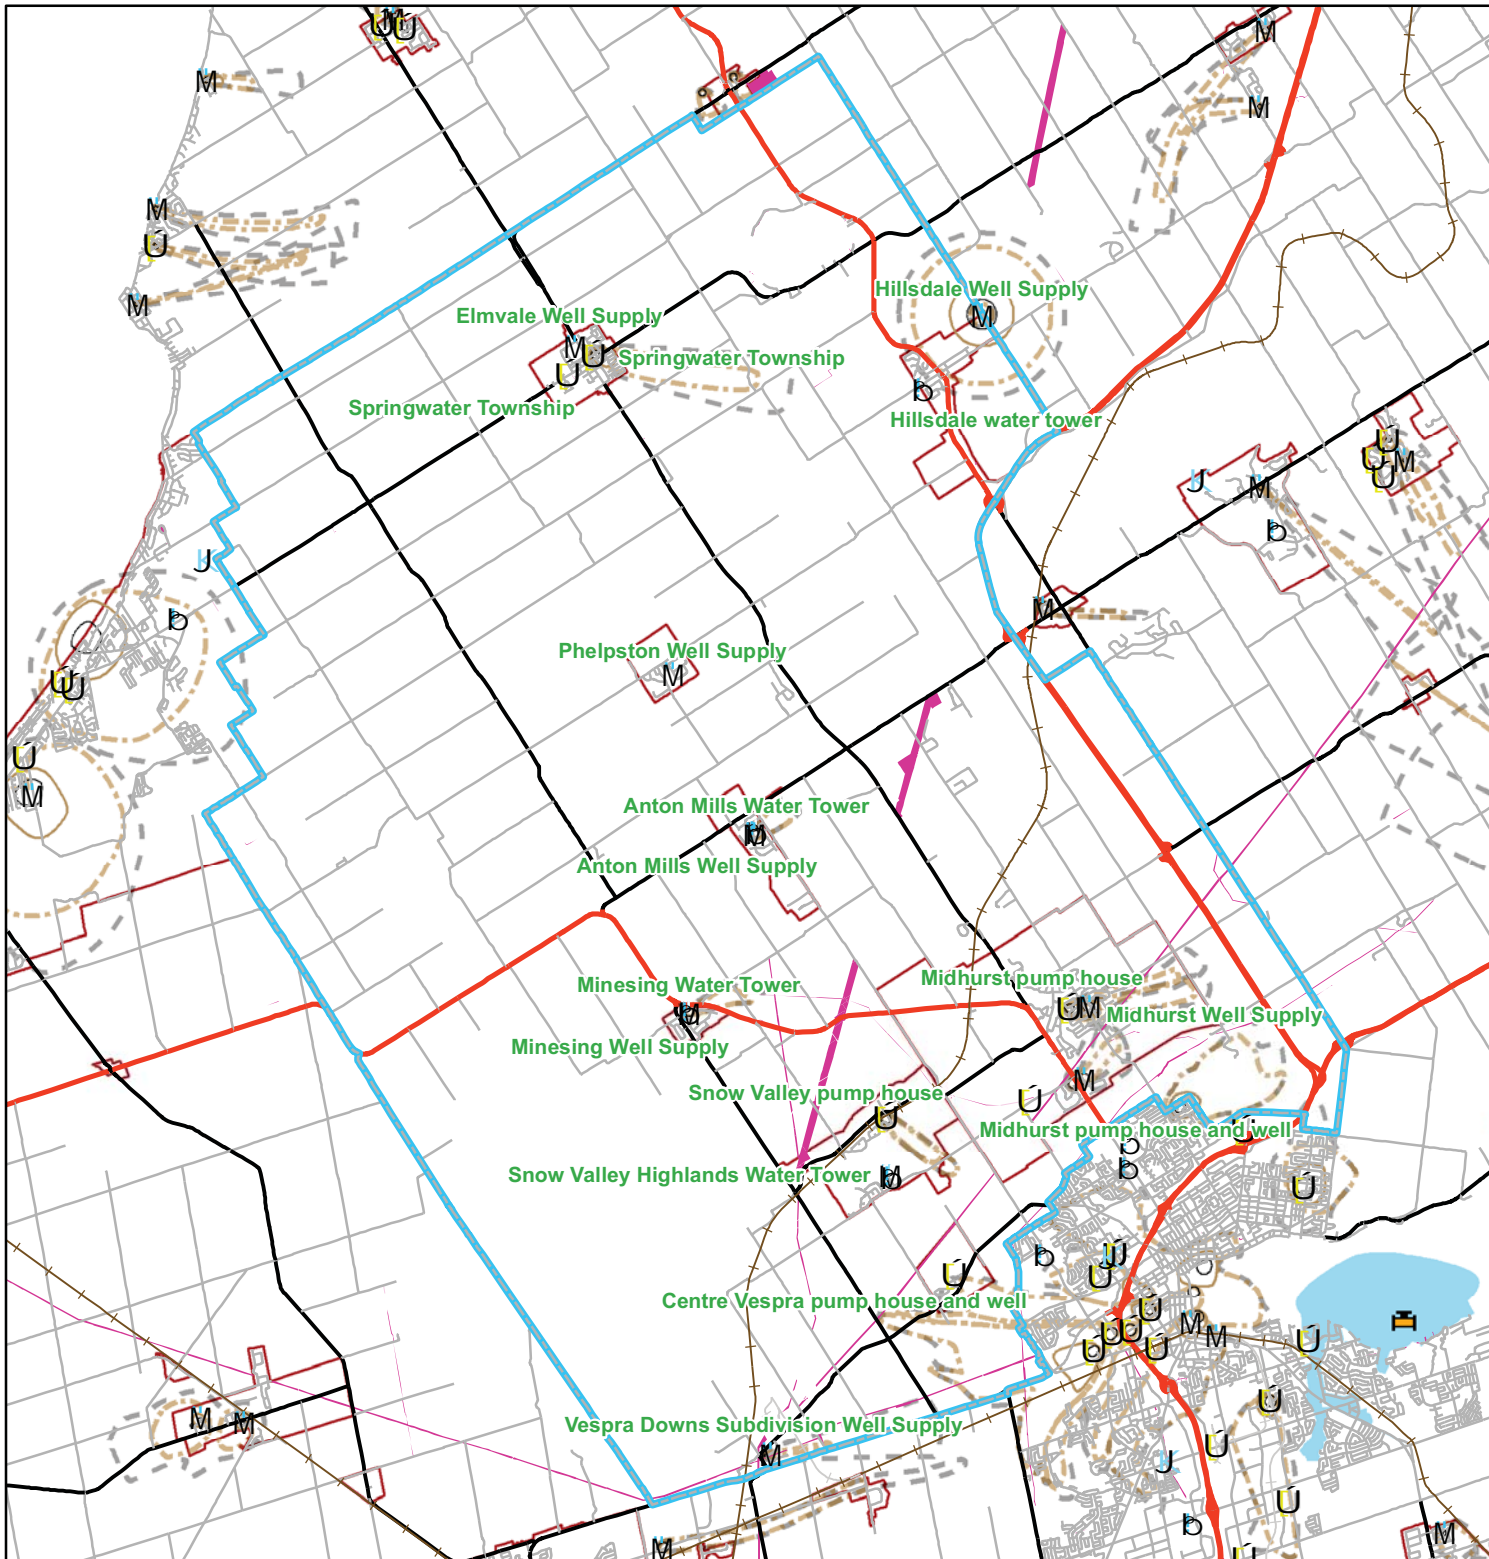 Hillsdale Well Supply
Elmvale Well Supply
Springwater Township
Springwater Township
Hillsdale water tower
Phelpston Well Supply
Anton Mills Water Tower
Anton Mills Well Supply
Midhurst pump house
Minesing Water Tower
Midhurst Well Supply
Minesing Well Supply
Snow Valley pump house
Midhurst pump house and well
Snow Valley Highlands Water Tower
Centre Vespra pump house and well
Vespra Downs Subdivision Well Supply